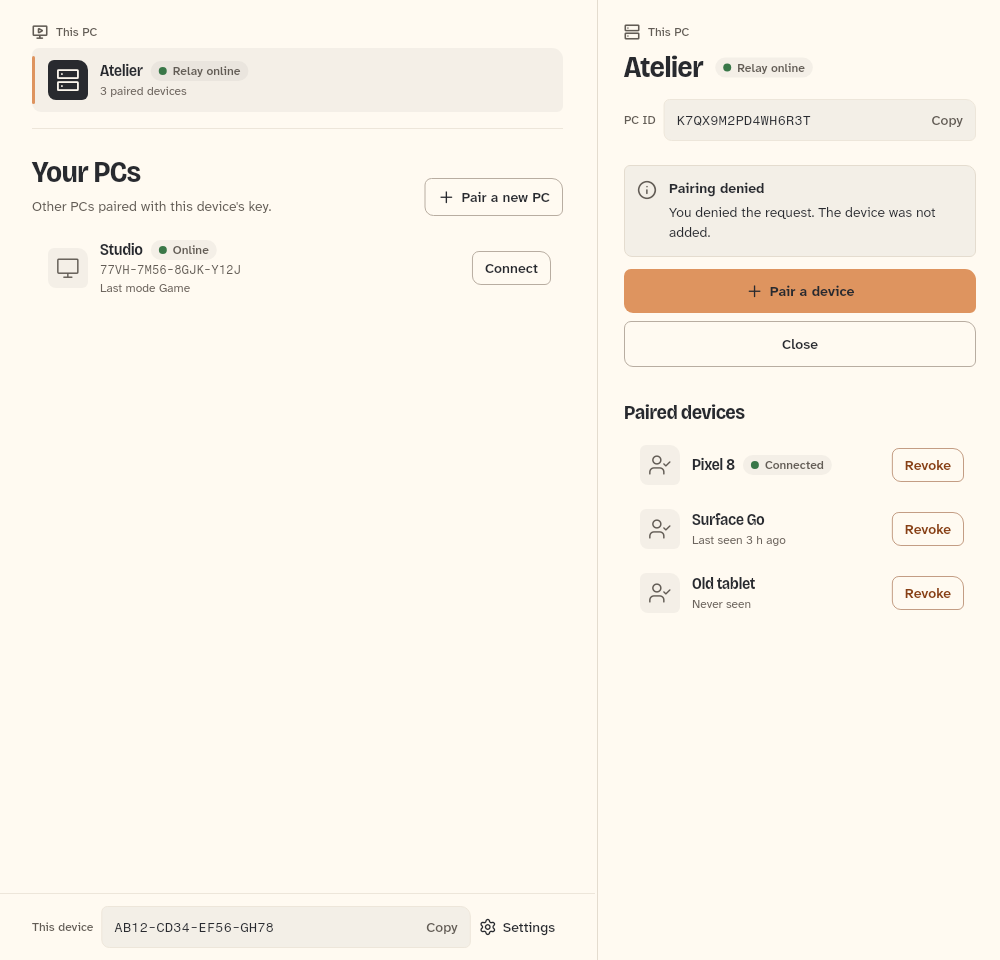 This PC
Atelier
Relay online
3 paired devices
Your PCs
Other PCs paired with this device's key.
Pair a new PC
Studio
Online
77VH-7M56-8GJK-Y12J
Last mode Game
Connect
This device
AB12-CD34-EF56-GH78
Copy
Settings
This PC
Atelier
Relay online
PC ID
K7QX9M2PD4WH6R3T
Copy
Pairing denied
You denied the request. The device was not
added.
Pair a device
Close
Paired devices
Pixel 8
Connected
Revoke
Surface Go
Last seen 3 h ago
Revoke
Old tablet
Never seen
Revoke